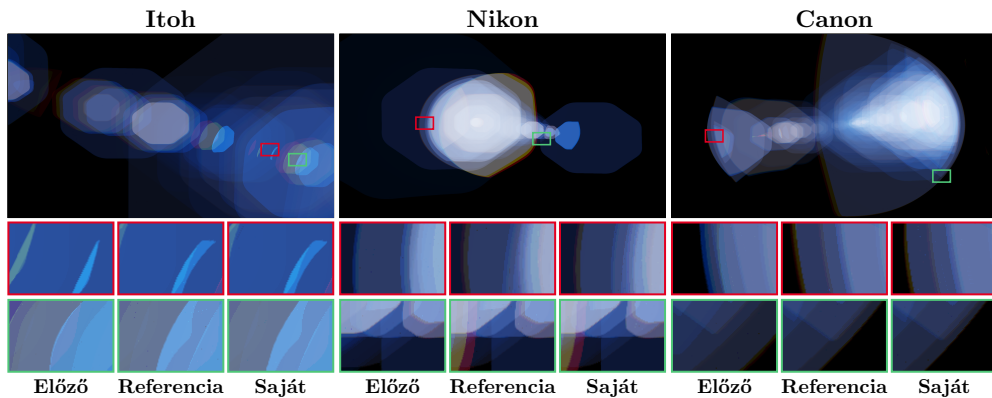 Itoh Nikon Canon
Előző Referencia Saját Előző Referencia Saját Előző Referencia Saját